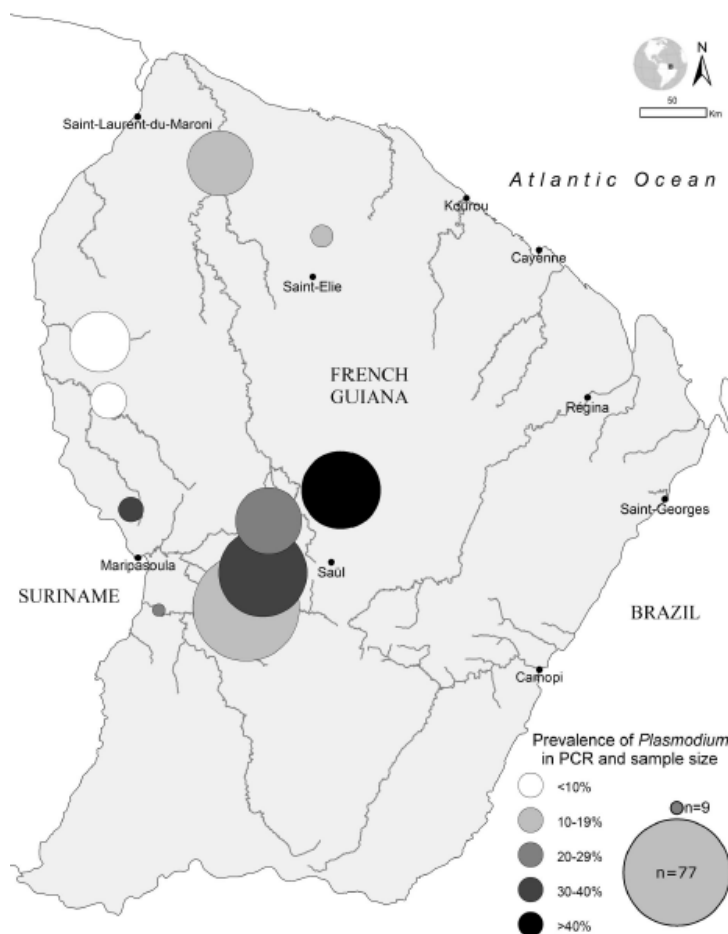 N
50
Km
Saint-Laurent-du-Maroni
Atlantic Ocean
Kourou
Cayenne
Saint-Elie
FRENCH
GUIANA
Régina
Saint-Georges
Maripasoula
Saül
SURINAME
BRAZIL
Camopi
Prevalence of Plasmodium
in PCR and sample size
<10%
n=9
10-19%
20-29%
n=77
30-40%
>40%